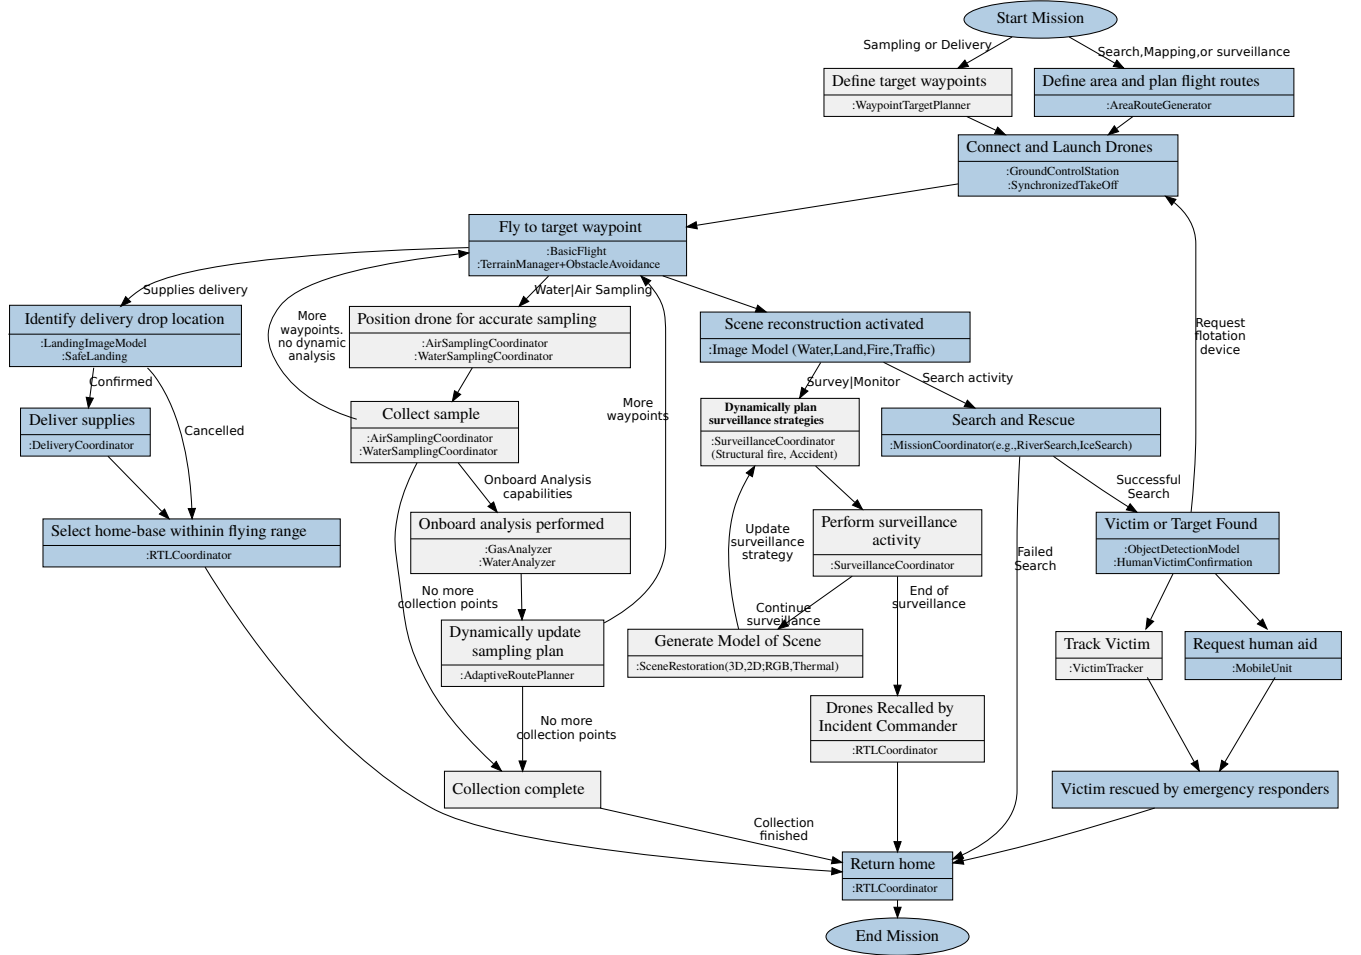 Start Mission
Sampling or Delivery
Search,Mapping,or surveillance
Define target waypoints
:WaypointTargetPlanner
Define area and plan flight routes
:AreaRouteGenerator
Connect and Launch Drones
:GroundControlStation
:SynchronizedTakeOff
Fly to target waypoint
:BasicFlight
:TerrainManager+ObstacleAvoidance
Supplies delivery
Water|Air Sampling
Identify delivery drop location
:LandingImageModel
:SafeLanding
More
waypoints.
no dynamic
analysis
Position drone for accurate sampling
:AirSamplingCoordinator
:WaterSamplingCoordinator
Scene reconstruction activated
:Image Model (Water,Land,Fire,Traffic)
Request
flotation
device
Confirmed
Survey|Monitor
Search activity
Deliver supplies
:DeliveryCoordinator
Cancelled
Collect sample
:AirSamplingCoordinator
:WaterSamplingCoordinator
More
waypoints
Dynamically plan
surveillance strategies
:SurveillanceCoordinator
(Structural fire, Accident)
Search and Rescue
:MissionCoordinator(e.g.,RiverSearch,IceSearch)
Onboard Analysis
capabilities
Successful
Search
Select home-base withinin flying range
:RTLCoordinator
Onboard analysis performed
:GasAnalyzer
:WaterAnalyzer
Update
surveillance
strategy
Perform surveillance
activity
:SurveillanceCoordinator
Failed
Search
Victim or Target Found
:ObjectDetectionModel
:HumanVictimConfirmation
No more
collection points
Continue
surveillance
End of
surveillance
Dynamically update
sampling plan
:AdaptiveRoutePlanner
Generate Model of Scene
:SceneRestoration(3D,2D;RGB,Thermal)
Track Victim
:VictimTracker
Request human aid
:MobileUnit
No more
collection points
Drones Recalled by
Incident Commander
:RTLCoordinator
Collection complete
Victim rescued by emergency responders
Collection
finished
Return home
:RTLCoordinator
End Mission